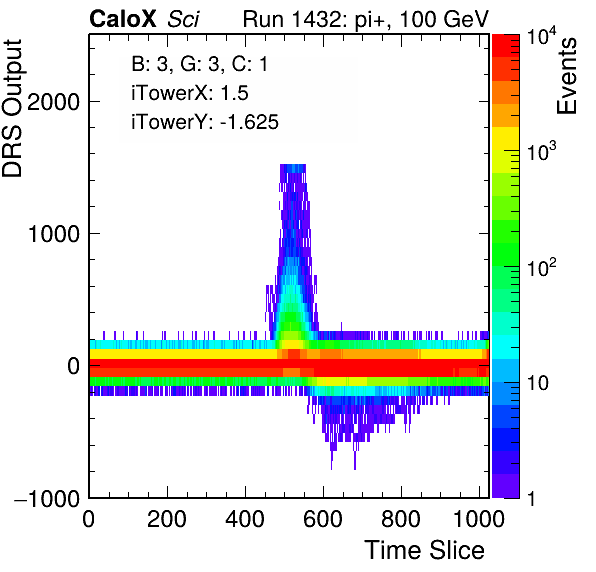 CaloX Sci Run 1432: pi+, 100 GeV
B: 3, G: 3, C: 1
iTowerX: 1.5
iTowerY: -1.625
DRS Output
2000
1000
0
−1000
0 200 400 600 800 1000
Time Slice
Events
10^4
10^3
10^2
10
1